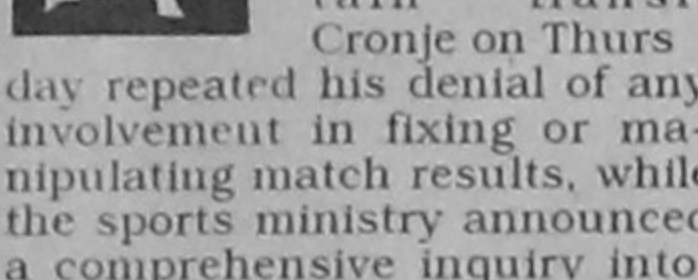 Cronje on Thurs
day repeated his denial of any
involvement in fixing or ma
nipulating match results, while
the sports ministry announced
a comprehensive inquiry into